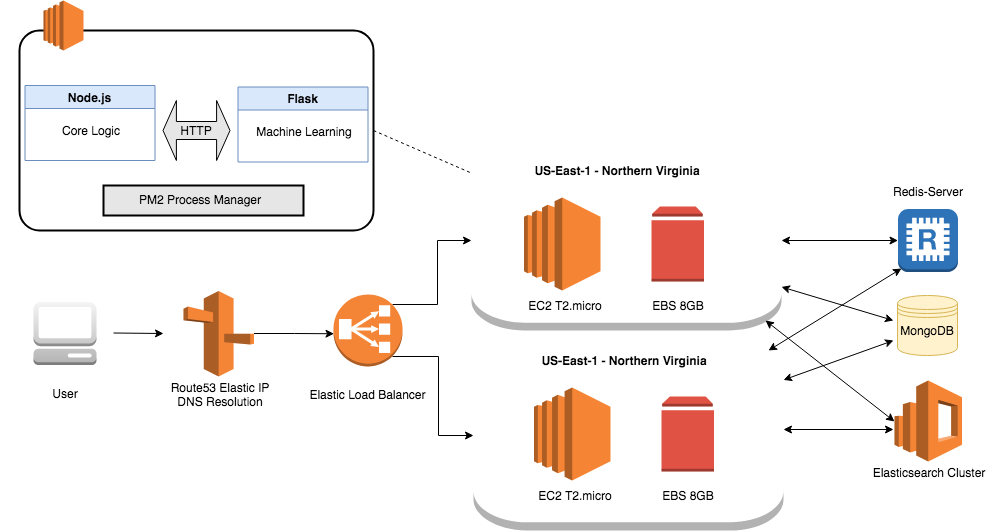 Node.js
Core Logic
HTTP
Flask
Machine Learning
PM2 Process Manager
US-East-1 - Northern Virginia
EC2 T2.micro
EBS 8GB
Redis-Server
R
MongoDB
User
Route53 Elastic IP
DNS Resolution
Elastic Load Balancer
US-East-1 - Northern Virginia
EC2 T2.micro
EBS 8GB
Elasticsearch Cluster